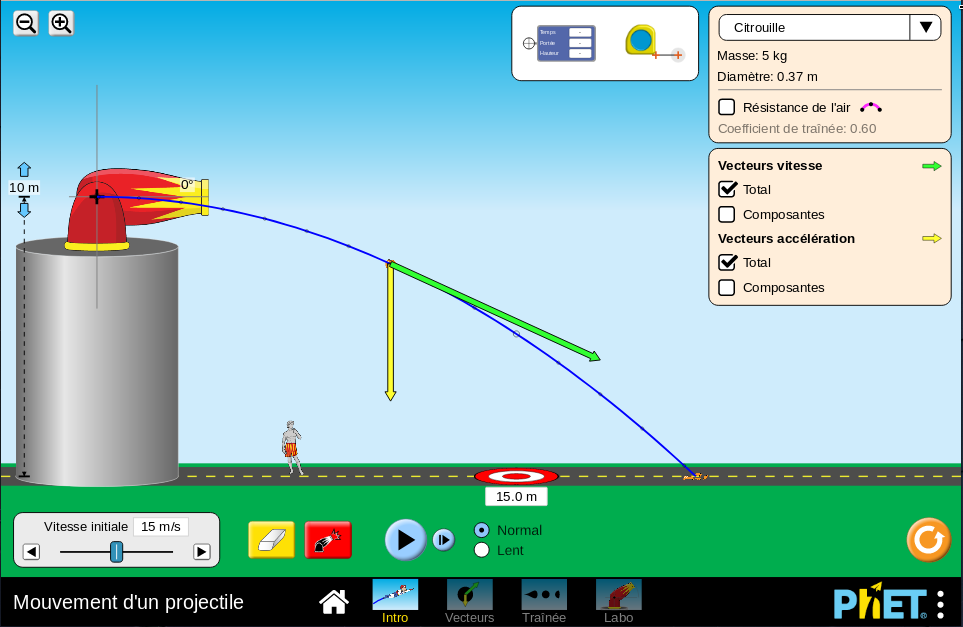 Temps -
Portée -
Hauteur -
Citrouille
Masse: 5 kg
Diamètre: 0.37 m
Résistance de l'air
Coefficient de traînée: 0.60
Vecteurs vitesse
Total
Composantes
Vecteurs accélération
Total
Composantes
10 m
0°
15.0 m
Vitesse initiale 15 m/s
Normal
Lent
Mouvement d'un projectile
Intro
Vecteurs
Traînée
Labo
PhET